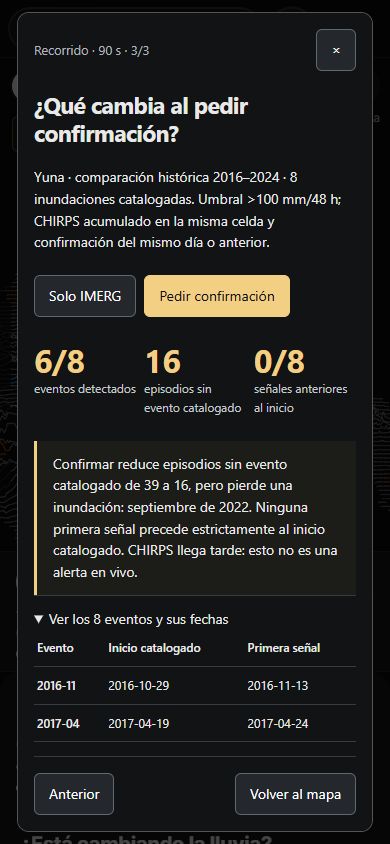 Recorrido · 90 s · 3/3
×
¿Qué cambia al pedir
confirmación?
Yuna · comparación histórica 2016–2024 · 8
inundaciones catalogadas. Umbral >100 mm/48 h;
CHIRPS acumulado en la misma celda y
confirmación del mismo día o anterior.
Solo IMERG
Pedir confirmación
6/8
eventos detectados
16
episodios sin
evento catalogado
0/8
señales anteriores
al inicio
Confirmar reduce episodios sin evento
catalogado de 39 a 16, pero pierde una
inundación: septiembre de 2022. Ninguna
primera señal precede estrictamente al inicio
catalogado. CHIRPS llega tarde: esto no es una
alerta en vivo.
▼ Ver los 8 eventos y sus fechas
Evento Inicio catalogado Primera señal
2016-11 2016-10-29 2016-11-13
2017-04 2017-04-19 2017-04-24
Anterior
Volver al mapa
¿Está cambiando la lluvia?